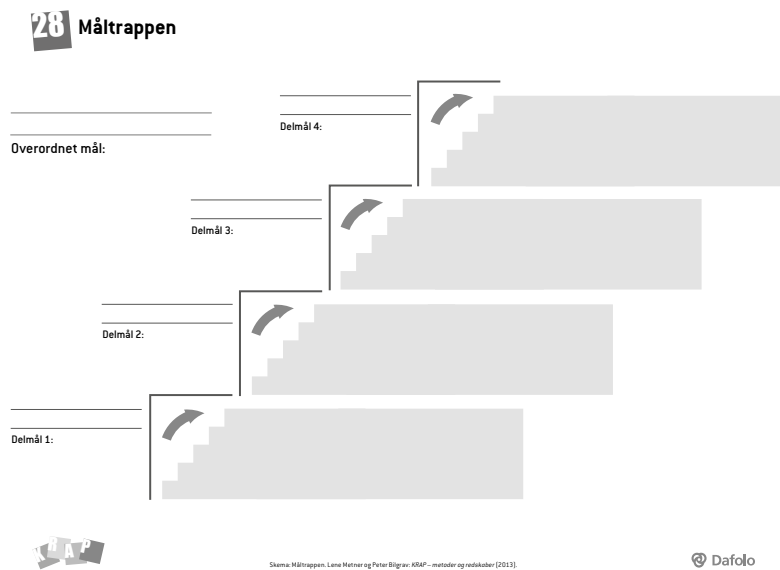 28 Måltrappen
Delmål 4:
Overordnet mål:
Delmål 3:
Delmål 2:
Delmål 1:
KRAP
Skema: Måltrappen. Lene Metner og Peter Bilgrav: KRAP – metoder og redskaber (2013).
Dafolo